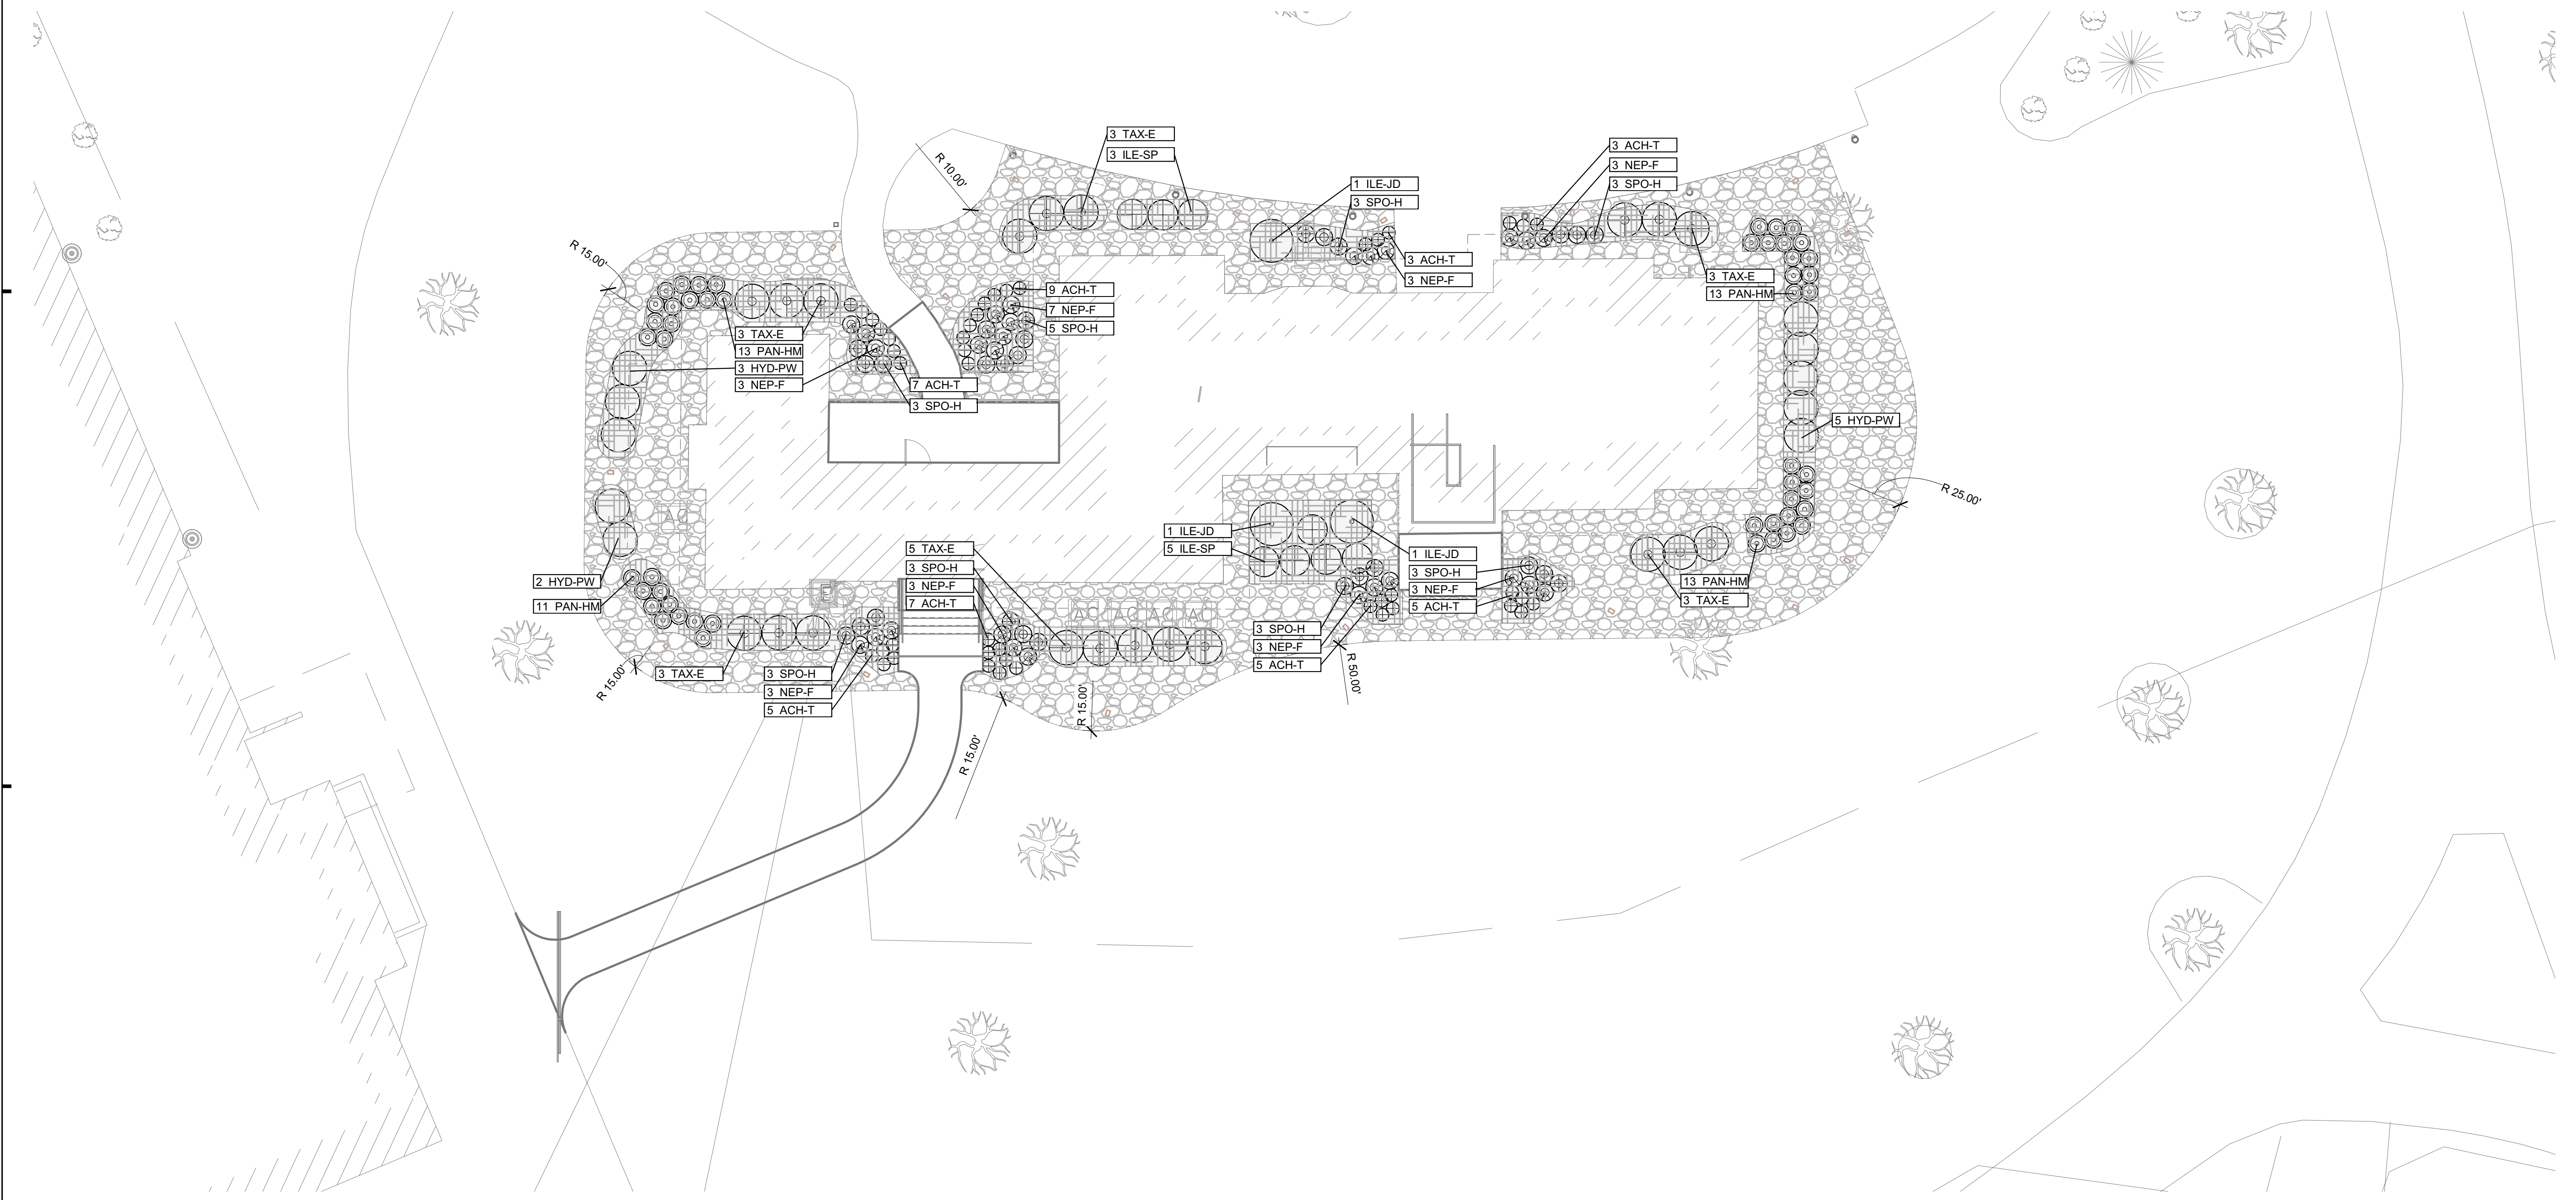 3 TAX-E
3 ILE-SP
3 ACH-T
3 NEP-F
3 SPO-H
R 10.00'
1 ILE-JD
3 SPO-H
R 15.00'
3 ACH-T
3 NEP-F
3 TAX-E
13 PAN-HM
9 ACH-T
7 NEP-F
5 SPO-H
3 TAX-E
13 PAN-HM
3 HYD-PW
3 NEP-F
7 ACH-T
3 SPO-H
5 HYD-PW
R 25.00'
1 ILE-JD
5 ILE-SP
5 TAX-E
3 SPO-H
3 NEP-F
7 ACH-T
1 ILE-JD
3 SPO-H
3 NEP-F
5 ACH-T
2 HYD-PW
11 PAN-HM
13 PAN-HM
3 TAX-E
3 SPO-H
3 NEP-F
5 ACH-T
R 15.00'
3 TAX-E
3 SPO-H
3 NEP-F
5 ACH-T
R 50.00'
R 15.00'
R 15.00'